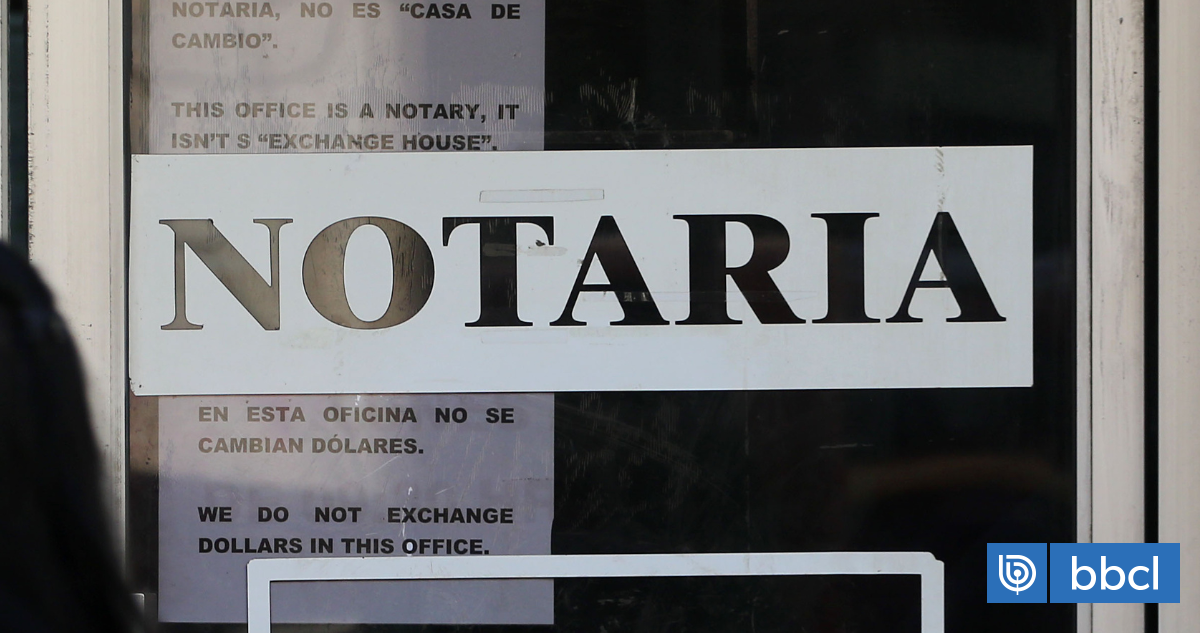 NOTARIA, NO ES “CASA DE
CAMBIO”.
THIS OFFICE IS A NOTARY, IT
ISN'T S “EXCHANGE HOUSE”.
NOTARIA
EN ESTA OFICINA NO SE
CAMBIAN DÓLARES.
WE DO NOT EXCHANGE
DOLLARS IN THIS OFFICE.
bbcl